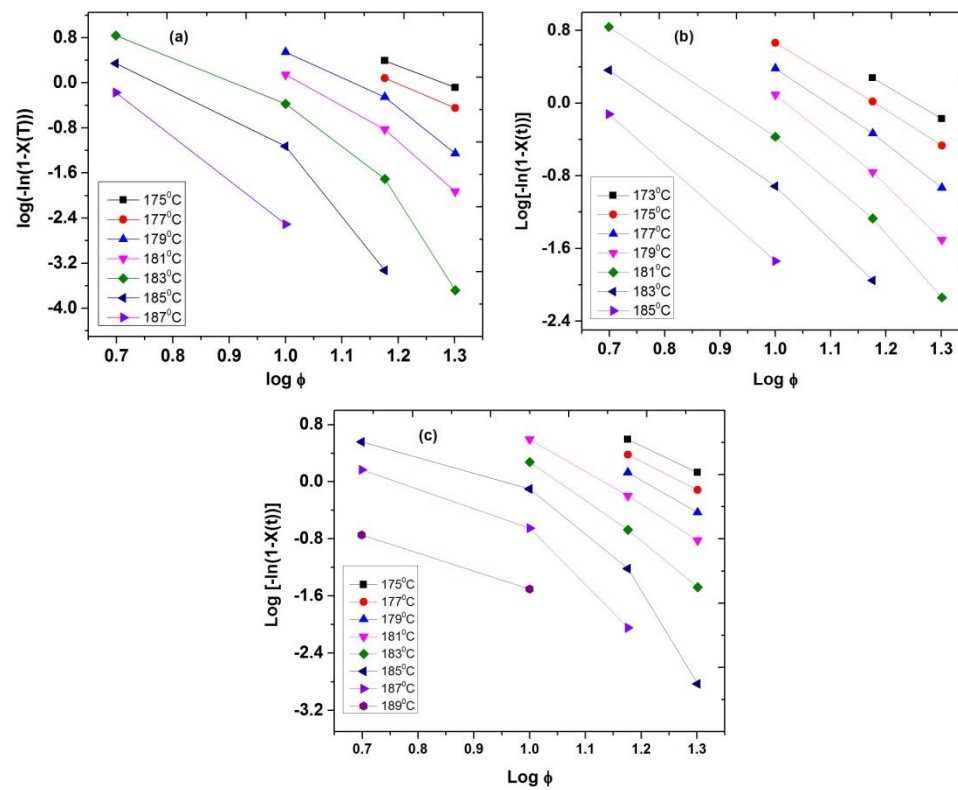 (a)
log(-ln(1-X(T)))
0.8
0.0
-0.8
-1.6
-2.4
-3.2
-4.0
175⁰C
177⁰C
179⁰C
181⁰C
183⁰C
185⁰C
187⁰C
0.7 0.8 0.9 1.0 1.1 1.2 1.3
log ϕ
(b)
Log[-ln(1-X(t))]
0.8
0.0
-0.8
-1.6
-2.4
173⁰C
175⁰C
177⁰C
179⁰C
181⁰C
183⁰C
185⁰C
0.7 0.8 0.9 1.0 1.1 1.2 1.3
Log ϕ
(c)
Log [-ln(1-X(t))]
0.8
0.0
-0.8
-1.6
-2.4
-3.2
175⁰C
177⁰C
179⁰C
181⁰C
183⁰C
185⁰C
187⁰C
189⁰C
0.7 0.8 0.9 1.0 1.1 1.2 1.3
Log ϕ